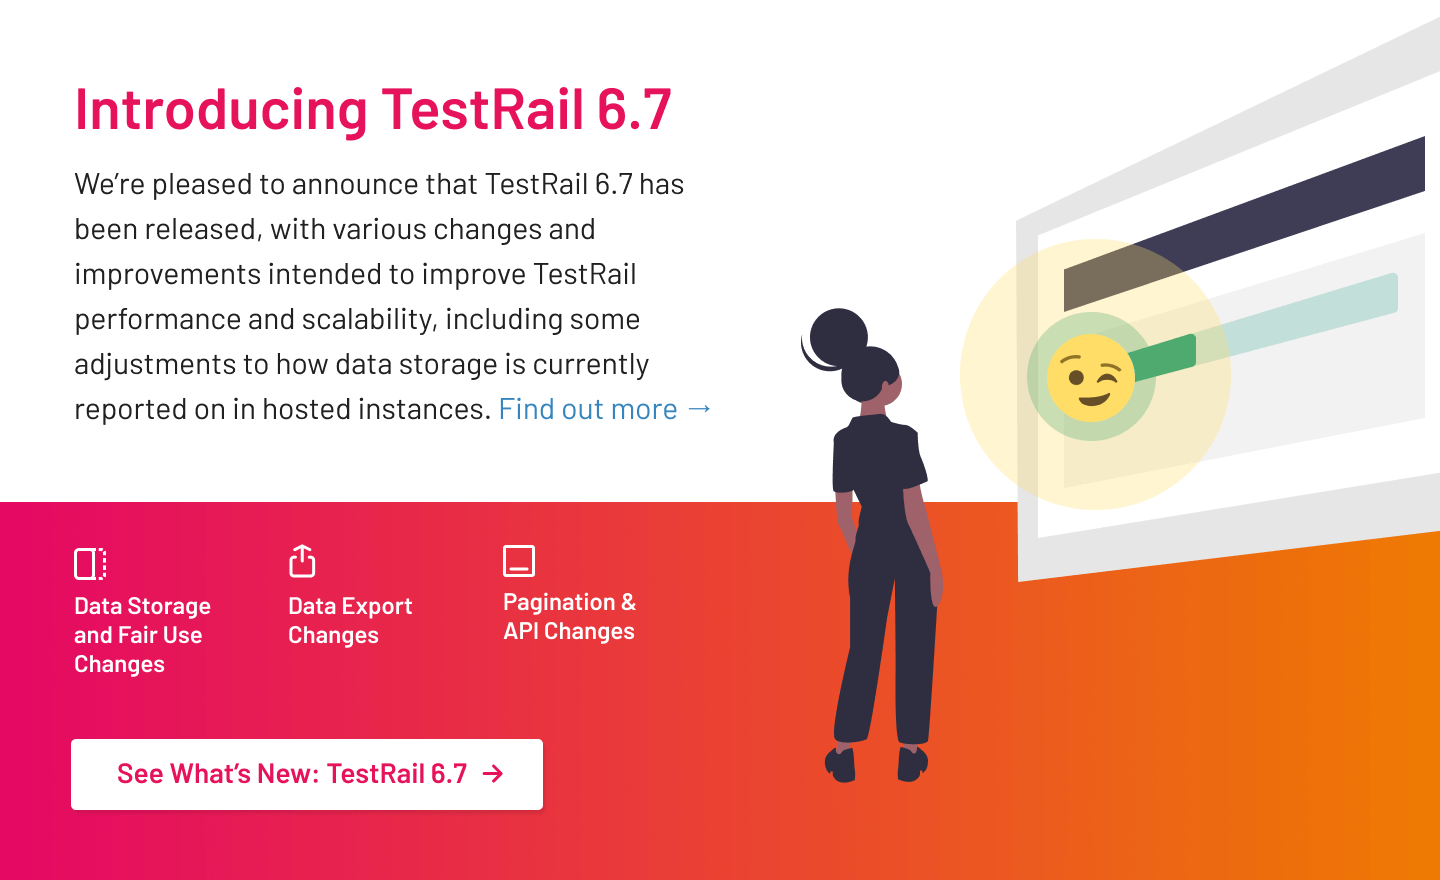 Introducing TestRail 6.7
We’re pleased to announce that TestRail 6.7 has
been released, with various changes and
improvements intended to improve TestRail
performance and scalability, including some
adjustments to how data storage is currently
reported on in hosted instances. Find out more →
Data Storage
and Fair Use
Changes
Data Export
Changes
Pagination &
API Changes
See What’s New: TestRail 6.7 →